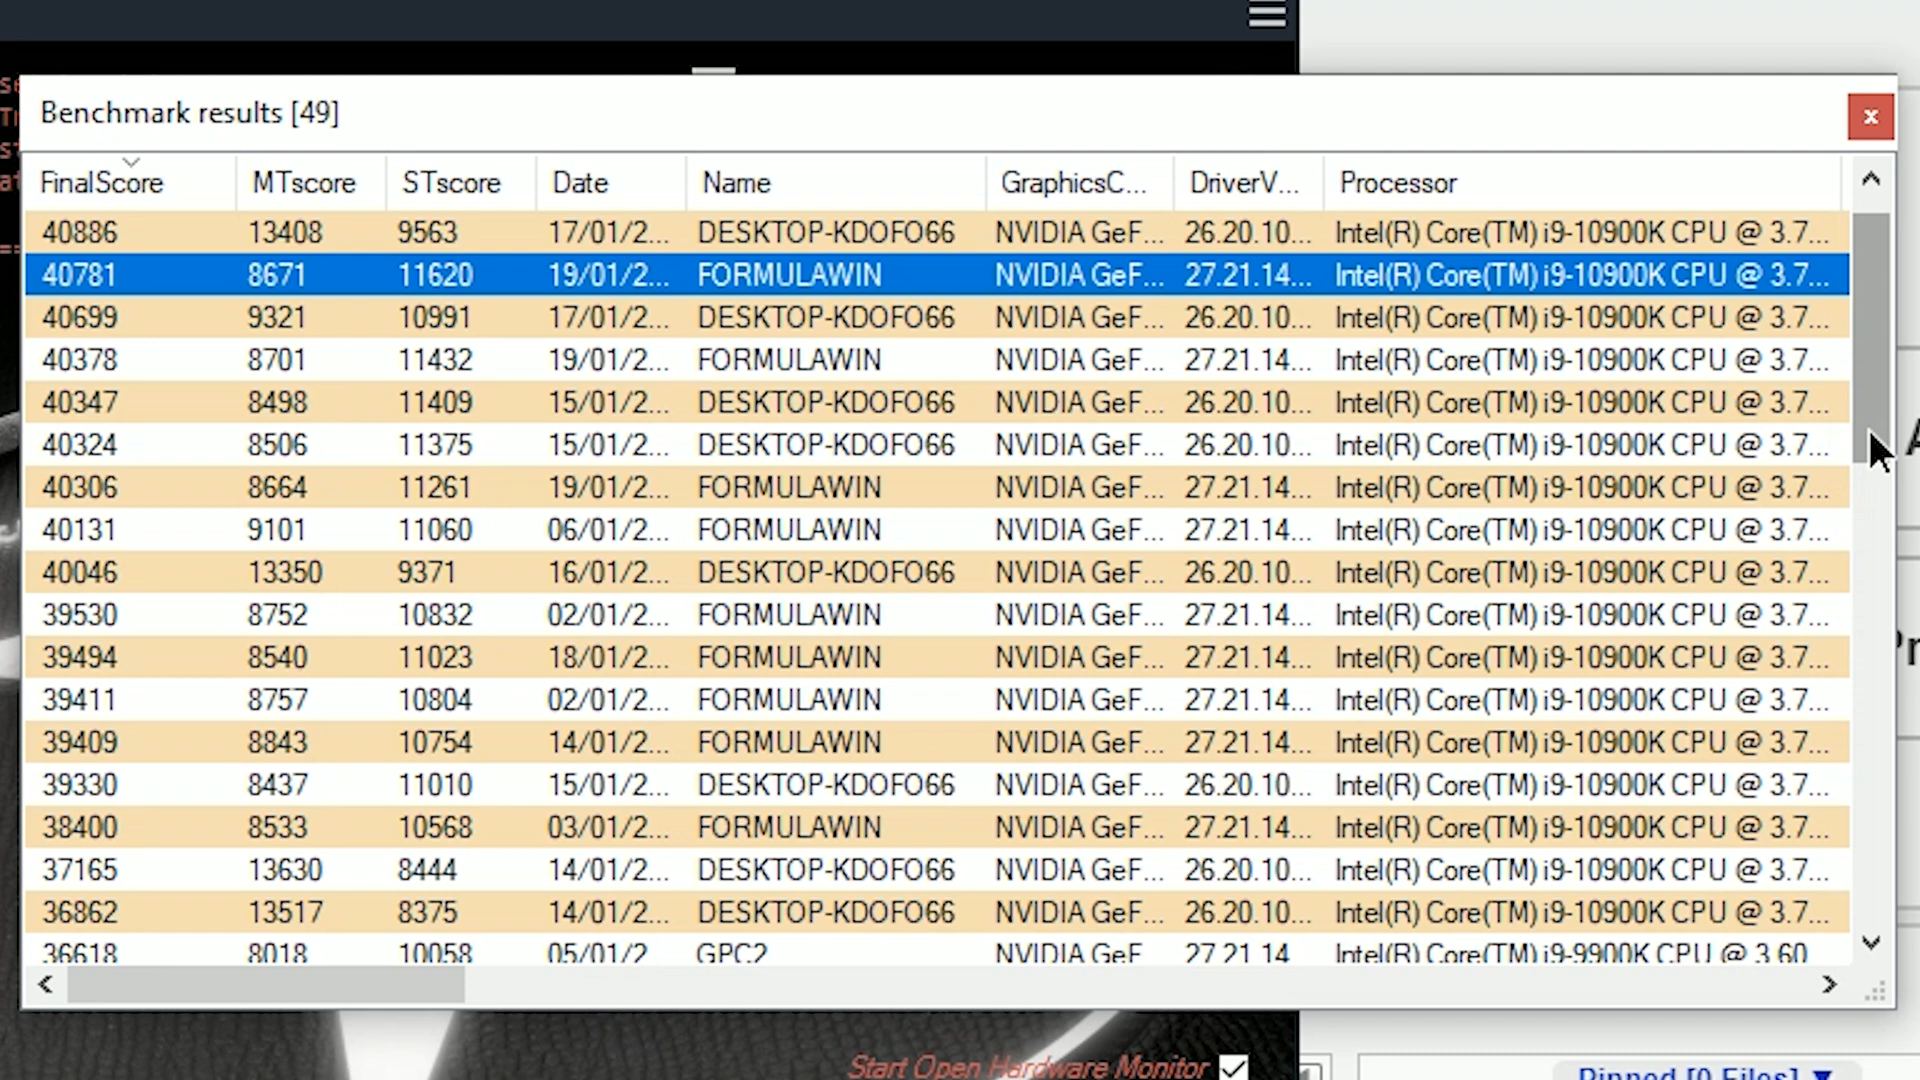 Benchmark results [49]
x
FinalScore MTscore STscore Date Name GraphicsC... DriverV... Processor
40886 13408 9563 17/01/2... DESKTOP-KDOFO66 NVIDIA GeF... 26.20.10... Intel(R) Core(TM) i9-10900K CPU @ 3.7...
40781 8671 11620 19/01/2... FORMULAWIN NVIDIA GeF... 27.21.14... Intel(R) Core(TM) i9-10900K CPU @ 3.7...
40699 9321 10991 17/01/2... DESKTOP-KDOFO66 NVIDIA GeF... 26.20.10... Intel(R) Core(TM) i9-10900K CPU @ 3.7...
40378 8701 11432 19/01/2... FORMULAWIN NVIDIA GeF... 27.21.14... Intel(R) Core(TM) i9-10900K CPU @ 3.7...
40347 8498 11409 15/01/2... DESKTOP-KDOFO66 NVIDIA GeF... 26.20.10... Intel(R) Core(TM) i9-10900K CPU @ 3.7...
40324 8506 11375 15/01/2... DESKTOP-KDOFO66 NVIDIA GeF... 26.20.10... Intel(R) Core(TM) i9-10900K CPU @ 3.7...
40306 8664 11261 19/01/2... FORMULAWIN NVIDIA GeF... 27.21.14... Intel(R) Core(TM) i9-10900K CPU @ 3.7...
40131 9101 11060 06/01/2... FORMULAWIN NVIDIA GeF... 27.21.14... Intel(R) Core(TM) i9-10900K CPU @ 3.7...
40046 13350 9371 16/01/2... DESKTOP-KDOFO66 NVIDIA GeF... 26.20.10... Intel(R) Core(TM) i9-10900K CPU @ 3.7...
39530 8752 10832 02/01/2... FORMULAWIN NVIDIA GeF... 27.21.14... Intel(R) Core(TM) i9-10900K CPU @ 3.7...
39494 8540 11023 18/01/2... FORMULAWIN NVIDIA GeF... 27.21.14... Intel(R) Core(TM) i9-10900K CPU @ 3.7...
39411 8757 10804 02/01/2... FORMULAWIN NVIDIA GeF... 27.21.14... Intel(R) Core(TM) i9-10900K CPU @ 3.7...
39409 8843 10754 14/01/2... FORMULAWIN NVIDIA GeF... 27.21.14... Intel(R) Core(TM) i9-10900K CPU @ 3.7...
39330 8437 11010 15/01/2... DESKTOP-KDOFO66 NVIDIA GeF... 26.20.10... Intel(R) Core(TM) i9-10900K CPU @ 3.7...
38400 8533 10568 03/01/2... FORMULAWIN NVIDIA GeF... 27.21.14... Intel(R) Core(TM) i9-10900K CPU @ 3.7...
37165 13630 8444 14/01/2... DESKTOP-KDOFO66 NVIDIA GeF... 26.20.10... Intel(R) Core(TM) i9-10900K CPU @ 3.7...
36862 13517 8375 14/01/2... DESKTOP-KDOFO66 NVIDIA GeF... 26.20.10... Intel(R) Core(TM) i9-10900K CPU @ 3.7...
36618 8018 10058 05/01/2 GPC2 NVIDIA GeF 27.21.14 Intel(R) Core(TM) i9-9900K CPU @ 3.60
Start Open Hardware Monitor
Pinned [0 Files]